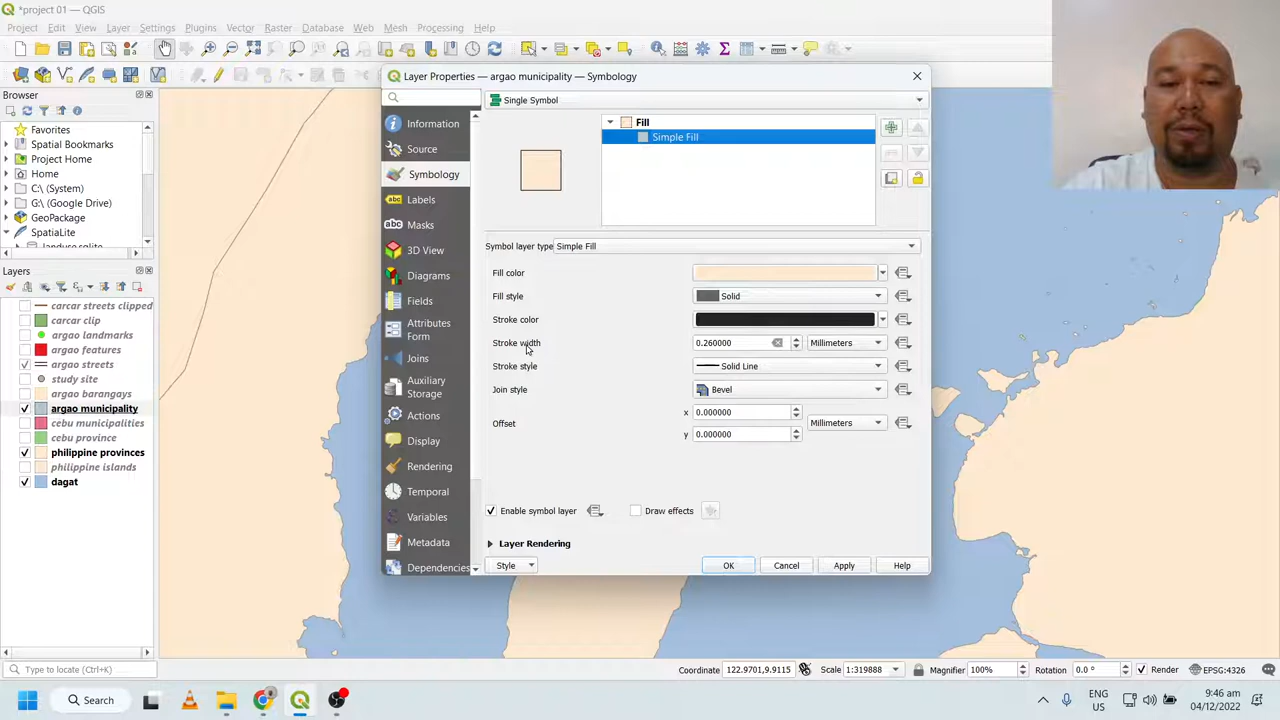 *project 01 — QGIS
Project Edit View Layer Settings Plugins Vector Raster Database Web Mesh Processing Help
Browser
Favorites
Spatial Bookmarks
Project Home
Home
C:\ (System)
G:\ (Google Drive)
GeoPackage
SpatiaLite
landuse.sqlite
Layers
carcar streets clipped
carcar clip
argao landmarks
argao features
argao streets
study site
argao barangays
argao municipality
cebu municipalities
cebu province
philippine provinces
philippine islands
dagat
Layer Properties — argao municipality — Symbology
Information
Source
Symbology
Labels
Masks
3D View
Diagrams
Fields
Attributes
Form
Joins
Auxiliary
Storage
Actions
Display
Rendering
Temporal
Variables
Metadata
Dependencies
Single Symbol
Fill
Simple Fill
Symbol layer type Simple Fill
Fill color
Fill style Solid
Stroke color
Stroke width 0.260000 Millimeters
Stroke style Solid Line
Join style Bevel
x 0.000000
Offset Millimeters
y 0.000000
Enable symbol layer Draw effects
Layer Rendering
Style OK Cancel Apply Help
Type to locate (Ctrl+K) Coordinate 122.9701,9.9115 Scale 1:319888 Magnifier 100% Rotation 0.0 ° Render EPSG:4326
Search
ENG
US
9:46 am
04/12/2022